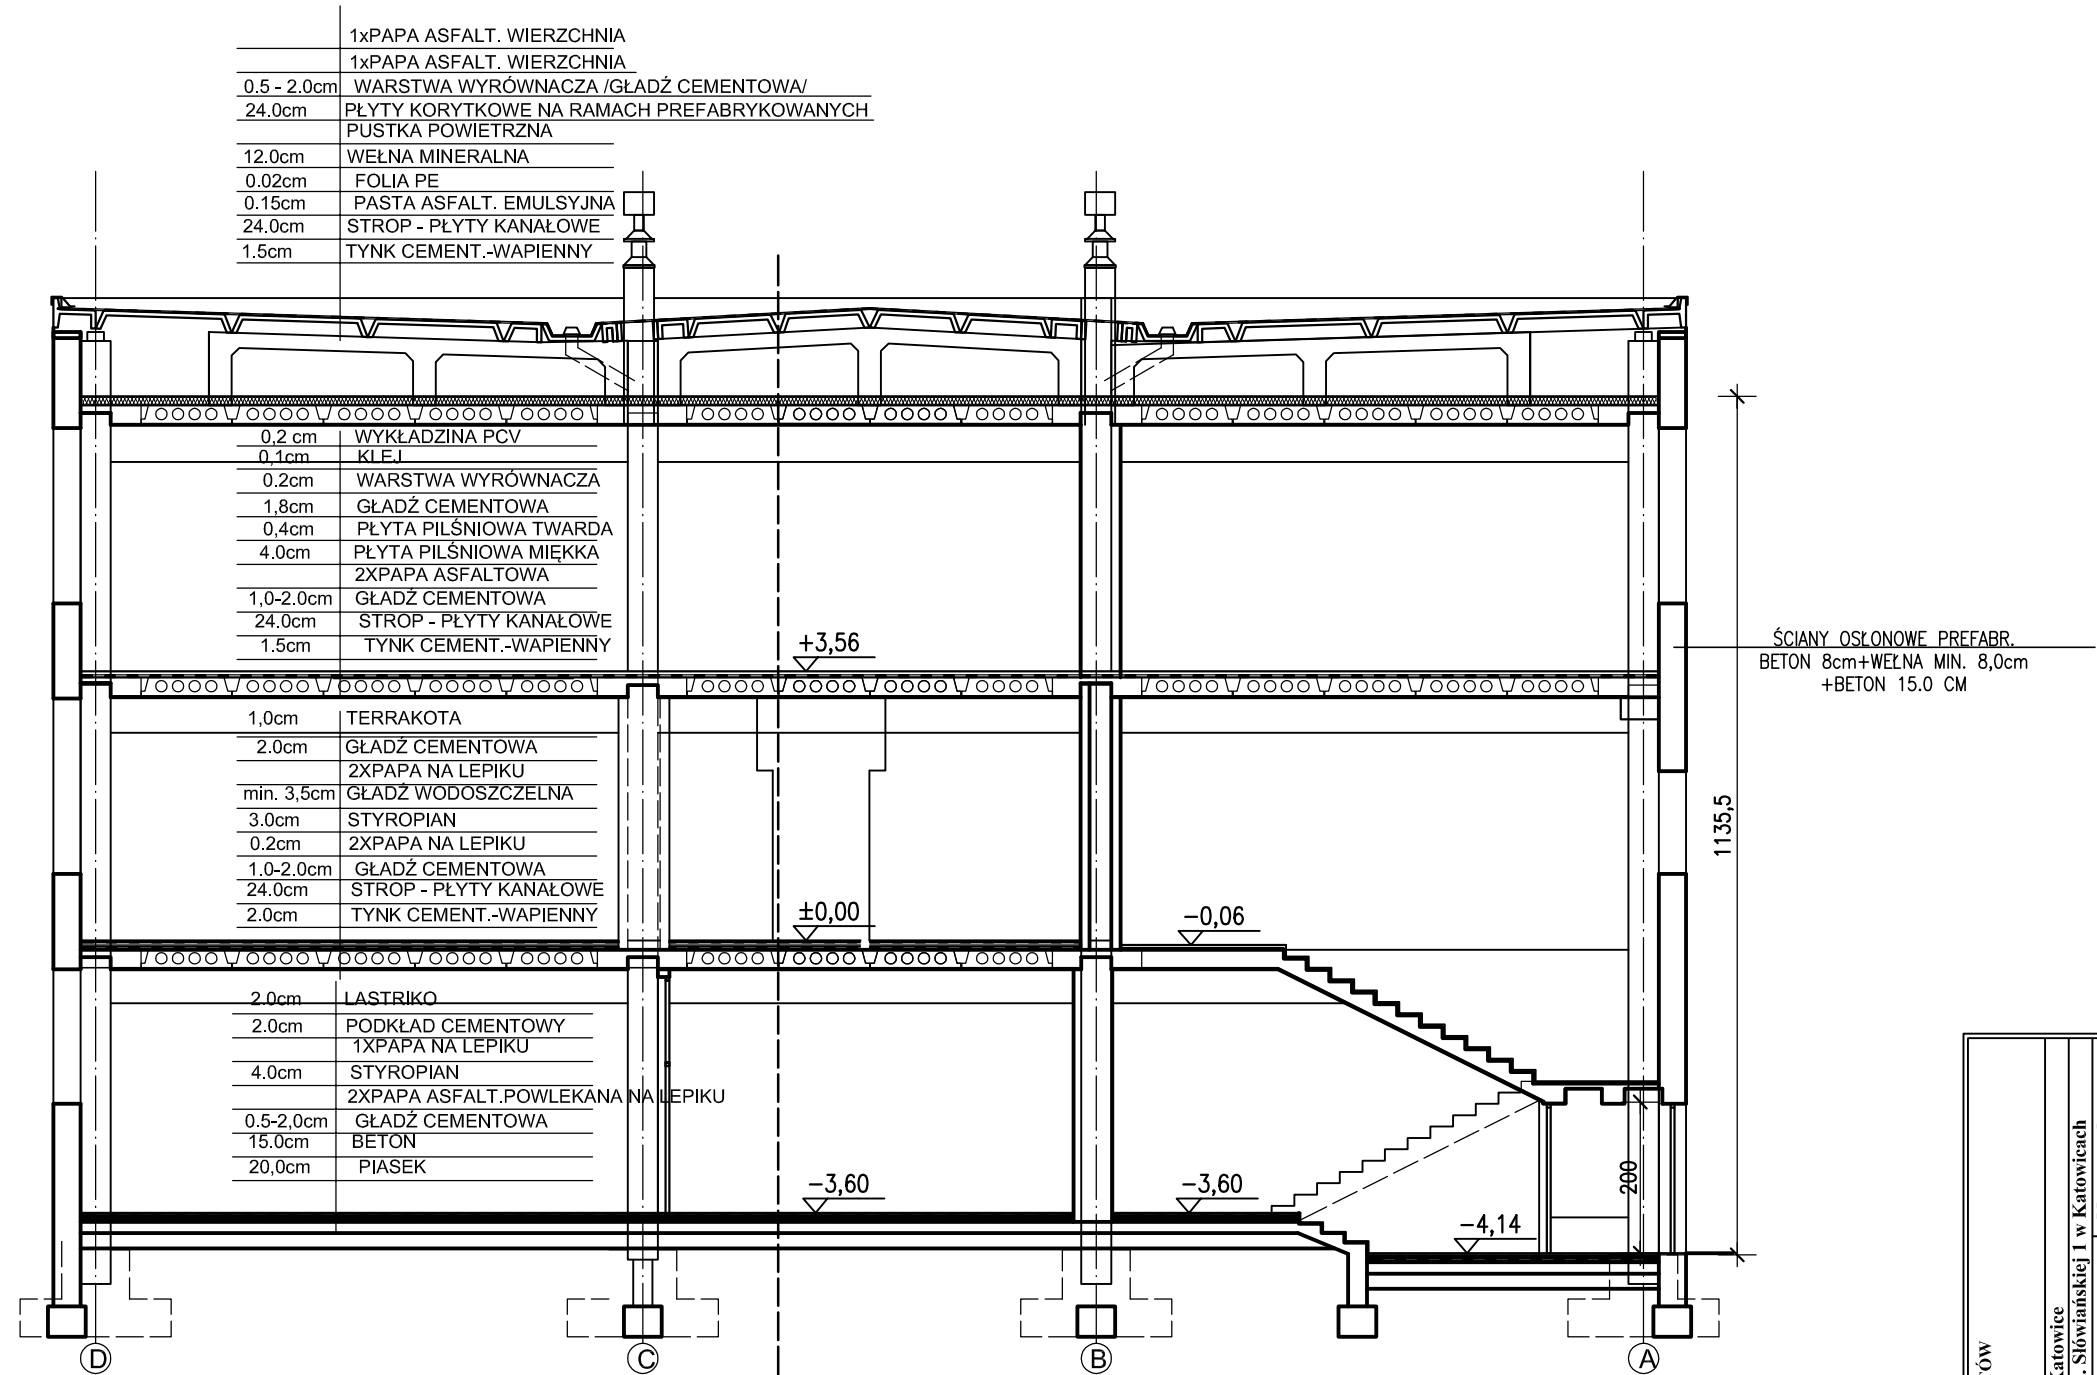 1xPAPA ASFALT. WIERZCHNIA
1xPAPA ASFALT. WIERZCHNIA
0.5 - 2.0cm WARSTWA WYRÓWNACZA /GŁADŹ CEMENTOWA/
24.0cm PŁYTY KORYTKOWE NA RAMACH PREFABRYKOWANYCH
PUSTKA POWIETRZNA
12.0cm WEŁNA MINERALNA
0.02cm FOLIA PE
0.15cm PASTA ASFALT. EMULSYJNA
24.0cm STROP - PŁYTY KANAŁOWE
1.5cm TYNK CEMENT.-WAPIENNY
0,2 cm WYKŁADZINA PCV
0,1cm KLEJ
0.2cm WARSTWA WYRÓWNACZA
1,8cm GŁADŹ CEMENTOWA
0,4cm PŁYTA PILŚNIOWA TWARDA
4.0cm PŁYTA PILŚNIOWA MIĘKKA
2XPAPA ASFALTOWA
1,0-2.0cm GŁADŹ CEMENTOWA
24.0cm STROP - PŁYTY KANAŁOWE
1.5cm TYNK CEMENT.-WAPIENNY
+3,56
ŚCIANY OSŁONOWE PREFABR.
BETON 8cm+WEŁNA MIN. 8,0cm
+BETON 15.0 CM
1,0cm TERRAKOTA
2.0cm GŁADŹ CEMENTOWA
2XPAPA NA LEPIKU
min. 3,5cm GŁADŹ WODOSZCZELNA
3.0cm STYROPIAN
0.2cm 2XPAPA NA LEPIKU
1.0-2.0cm GŁADŹ CEMENTOWA
24.0cm STROP - PŁYTY KANAŁOWE
2.0cm TYNK CEMENT.-WAPIENNY
±0,00
-0,06
1135,5
2.0cm LASTRIKO
2.0cm PODKŁAD CEMENTOWY
1XPAPA NA LEPIKU
4.0cm STYROPIAN
2XPAPA ASFALT.POWLEKANA NA LEPIKU
0.5-2,0cm GŁADŹ CEMENTOWA
15.0cm BETON
20,0cm PIASEK
-3,60
-3,60
-4,14
200
D
C
B
A
Katowice
. Słowiańskiej 1 w Katowicach